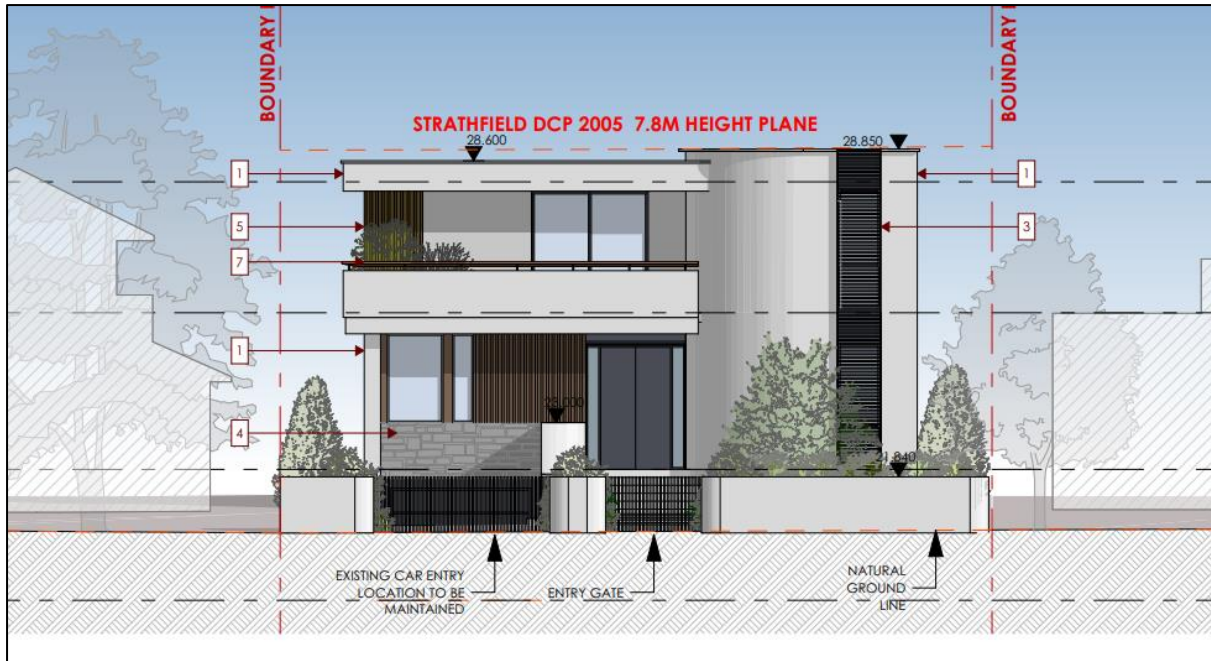 BOUNDARY
BOUNDARY
STRATHFIELD DCP 2005 7.8M HEIGHT PLANE
28.600
28.850
1
1
5
3
7
1
23.000
4
21.840
EXISTING CAR ENTRY
LOCATION TO BE
MAINTAINED
ENTRY GATE
NATURAL
GROUND
LINE